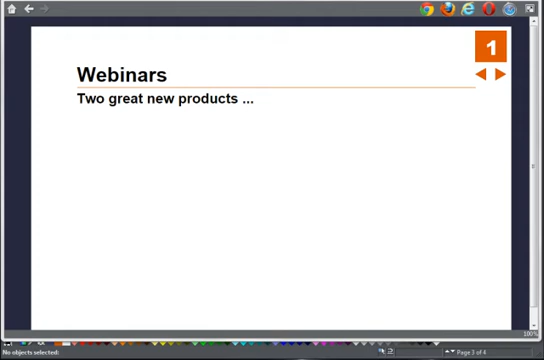 1
Webinars
Two great new products ...
100%
No objects selected:
Page 3 of 4